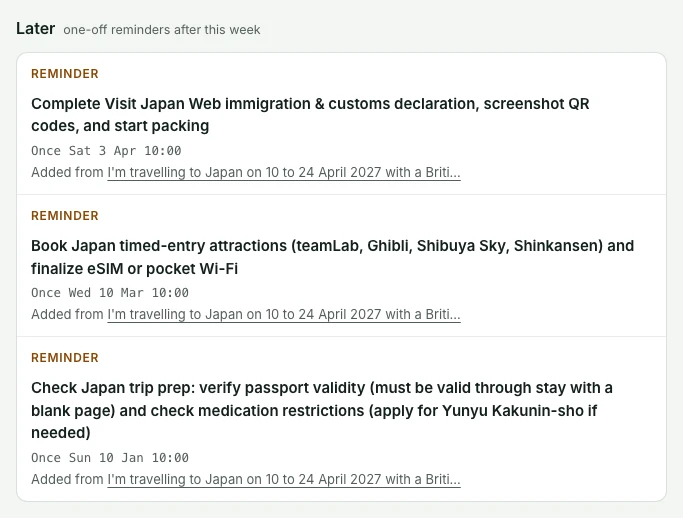 Later one-off reminders after this week
REMINDER
Complete Visit Japan Web immigration & customs declaration, screenshot QR
codes, and start packing
Once Sat 3 Apr 10:00
Added from I'm travelling to Japan on 10 to 24 April 2027 with a Briti...
REMINDER
Book Japan timed-entry attractions (teamLab, Ghibli, Shibuya Sky, Shinkansen) and
finalize eSIM or pocket Wi-Fi
Once Wed 10 Mar 10:00
Added from I'm travelling to Japan on 10 to 24 April 2027 with a Briti...
REMINDER
Check Japan trip prep: verify passport validity (must be valid through stay with a
blank page) and check medication restrictions (apply for Yunyu Kakunin-sho if
needed)
Once Sun 10 Jan 10:00
Added from I'm travelling to Japan on 10 to 24 April 2027 with a Briti...